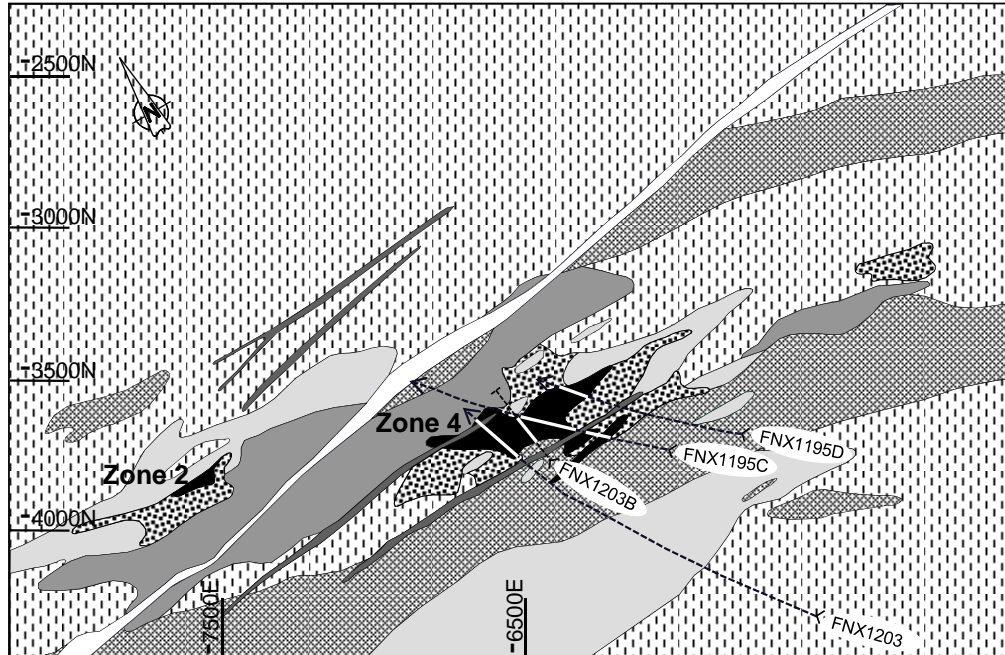 -2500N
N
-3000N
-3500N
Zone 4
FNX1195D
FNX1195C
Zone 2
FNX1203B
-4000N
-7500E
-6500E
FNX1203